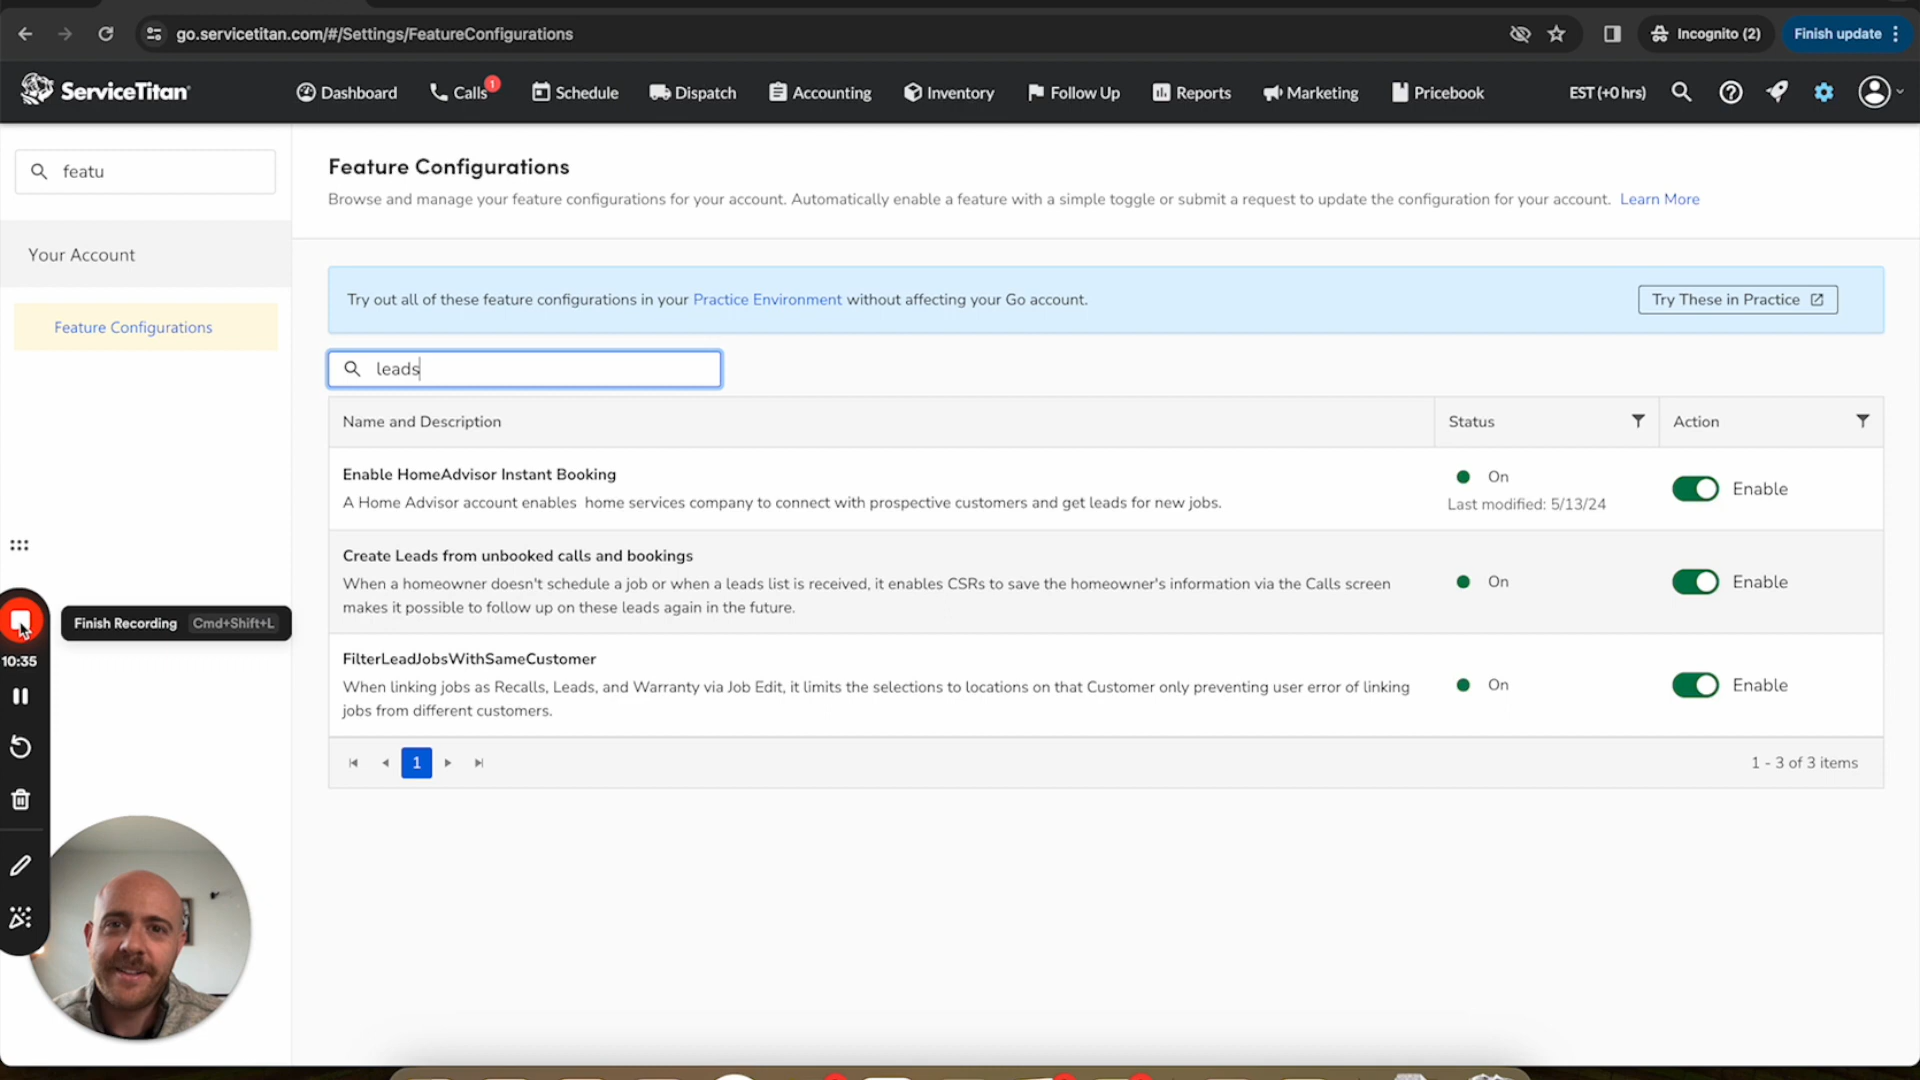 go.servicetitan.com/#/Settings/FeatureConfigurations
Incognito (2)
Finish update
ServiceTitan
Dashboard
Calls
1
Schedule
Dispatch
Accounting
Inventory
Follow Up
Reports
Marketing
Pricebook
EST (+0 hrs)
featu
Your Account
Feature Configurations
Feature Configurations
Browse and manage your feature configurations for your account. Automatically enable a feature with a simple toggle or submit a request to update the configuration for your account. Learn More
Try out all of these feature configurations in your Practice Environment without affecting your Go account.
Try These in Practice
leads
Name and Description
Status
Action
Enable HomeAdvisor Instant Booking
A Home Advisor account enables home services company to connect with prospective customers and get leads for new jobs.
On
Last modified: 5/13/24
Enable
Create Leads from unbooked calls and bookings
When a homeowner doesn't schedule a job or when a leads list is received, it enables CSRs to save the homeowner's information via the Calls screen
makes it possible to follow up on these leads again in the future.
On
Enable
FilterLeadJobsWithSameCustomer
When linking jobs as Recalls, Leads, and Warranty via Job Edit, it limits the selections to locations on that Customer only preventing user error of linking
jobs from different customers.
On
Enable
1
1 - 3 of 3 items
Finish Recording Cmd+Shift+L
10:35